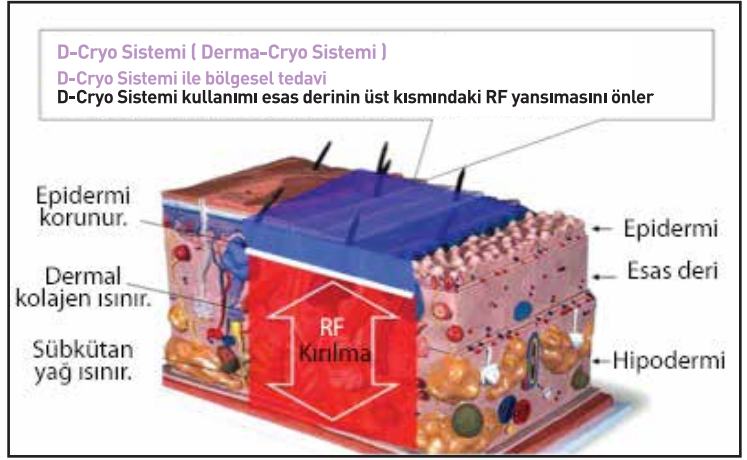 D-Cryo Sistemi ( Derma-Cryo Sistemi )
D-Cryo Sistemi ile bölgesel tedavi
D-Cryo Sistemi kullanımı esas derinin üst kısmındaki RF yansımasını önler
Epidermi
korunur.
Dermal
kolajen ısınır.
Sübkütan
yağ ısınır.
RF
Kırılma
Epidermi
Esas deri
Hipodermi